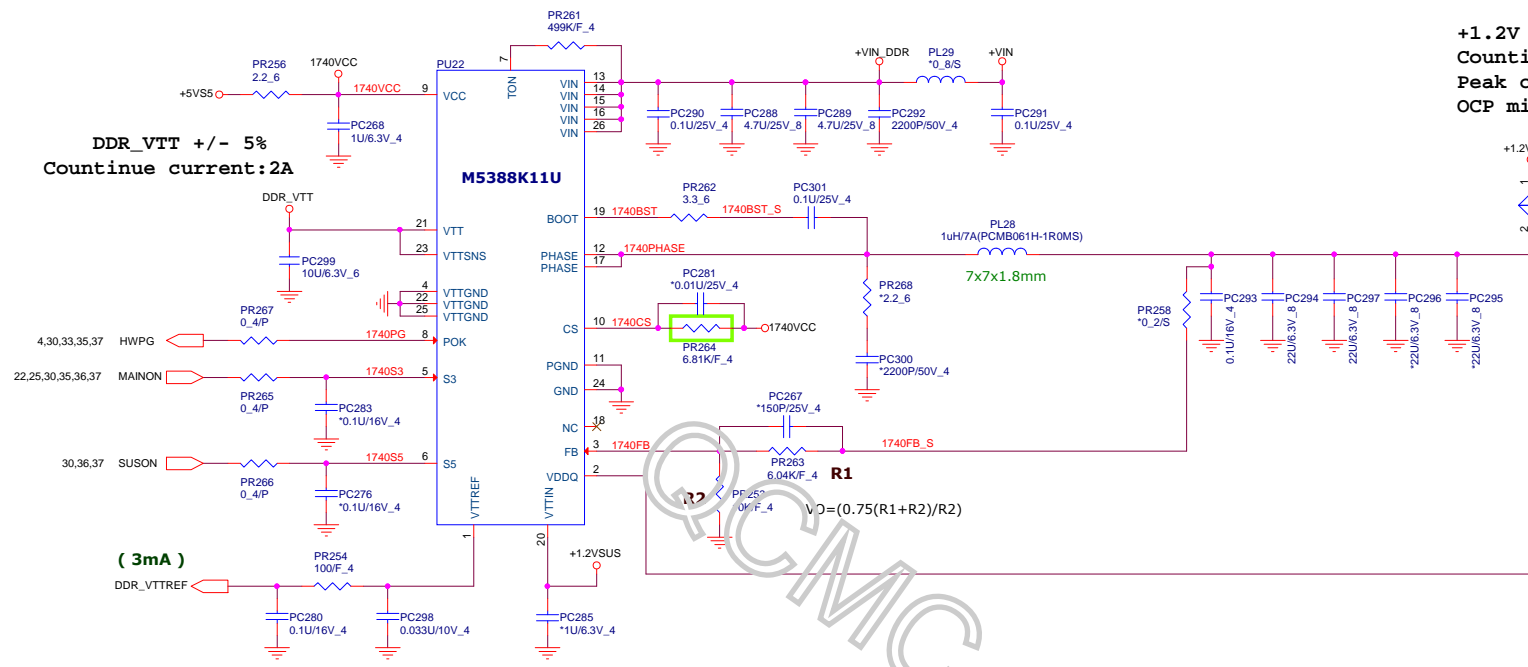 PR261
499K/F_4
+1.2V
PR256
2.2_6
1740VCC
+5VS5
1740VCC
9
VCC
PC268
1U/6.3V_4
PU22
7
TON
VIN
13
VIN
14
VIN
15
VIN
16
VIN
26
+VIN_DDR
PL29
*0_8/S
+VIN
PC290
0.1U/25V_4
PC288
4.7U/25V_8
PC289
4.7U/25V_8
PC292
2200P/50V_4
PC291
0.1U/25V_4
Peak
OCP
DDR_VTT +/- 5%
Countinue current:2A
M5388K11U
DDR_VTT
21
VTT
23
VTTSNS
PC299
10U/6.3V_6
4
VTTGND
22
VTTGND
25
VTTGND
BOOT
19
1740BST
PR262
3.3_6
1740BST_S
PC301
0.1U/25V_4
PHASE
12
1740PHASE
PHASE
17
PL28
1uH/7A(PCMB061H-1R0MS)
7x7x1.8mm
1
2
PC281
*0.01U/25V_4
CS
10
1740CS
1740VCC
PR264
6.81K/F_4
PR268
*2.2_6
PC300
*2200P/50V_4
PR258
*0_2/S
PC293
0.1U/16V_4
PC294
22U/6.3V_8
PC297
22U/6.3V_8
PC296
*22U/6.3V_8
PC295
*22U/6.3V_8
PR267
0_4/P
4,30,33,35,37
HWPG
1740PG
8
POK
22,25,30,35,36,37
MAINON
PR265
0_4/P
1740S3
5
S3
PC283
*0.1U/16V_4
30,36,37
SUSON
PR266
0_4/P
1740S5
6
S5
PC276
*0.1U/16V_4
PGND
11
GND
24
NC
18
FB
3
1740FB
VDDQ
2
PC267
*150P/25V_4
PR263
6.04K/F_4
R1
1740FB_S
R2
VO=(0.75(R1+R2)/R2)
VTTREF
1
VTTIN
20
+1.2VSUS
PC285
*1U/6.3V_4
( 3mA )
DDR_VTTREF
PR254
100/F_4
PC280
0.1U/16V_4
PC298
0.033U/10V_4